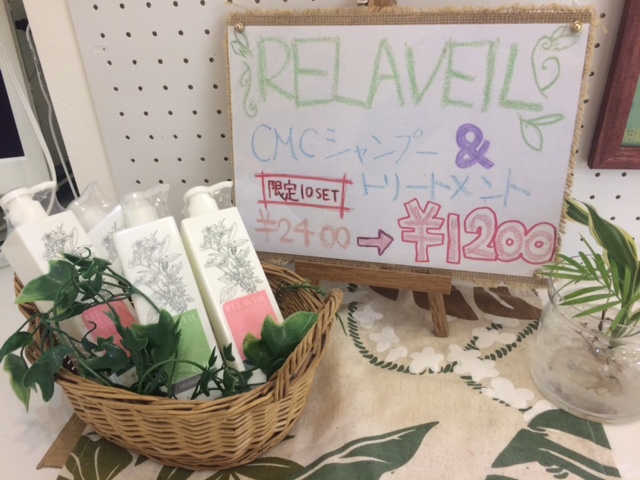 RELAVEIL
CMCシャンプー &
トリートメント
限定10SET
¥2400 → ¥1200
RELAVEIL